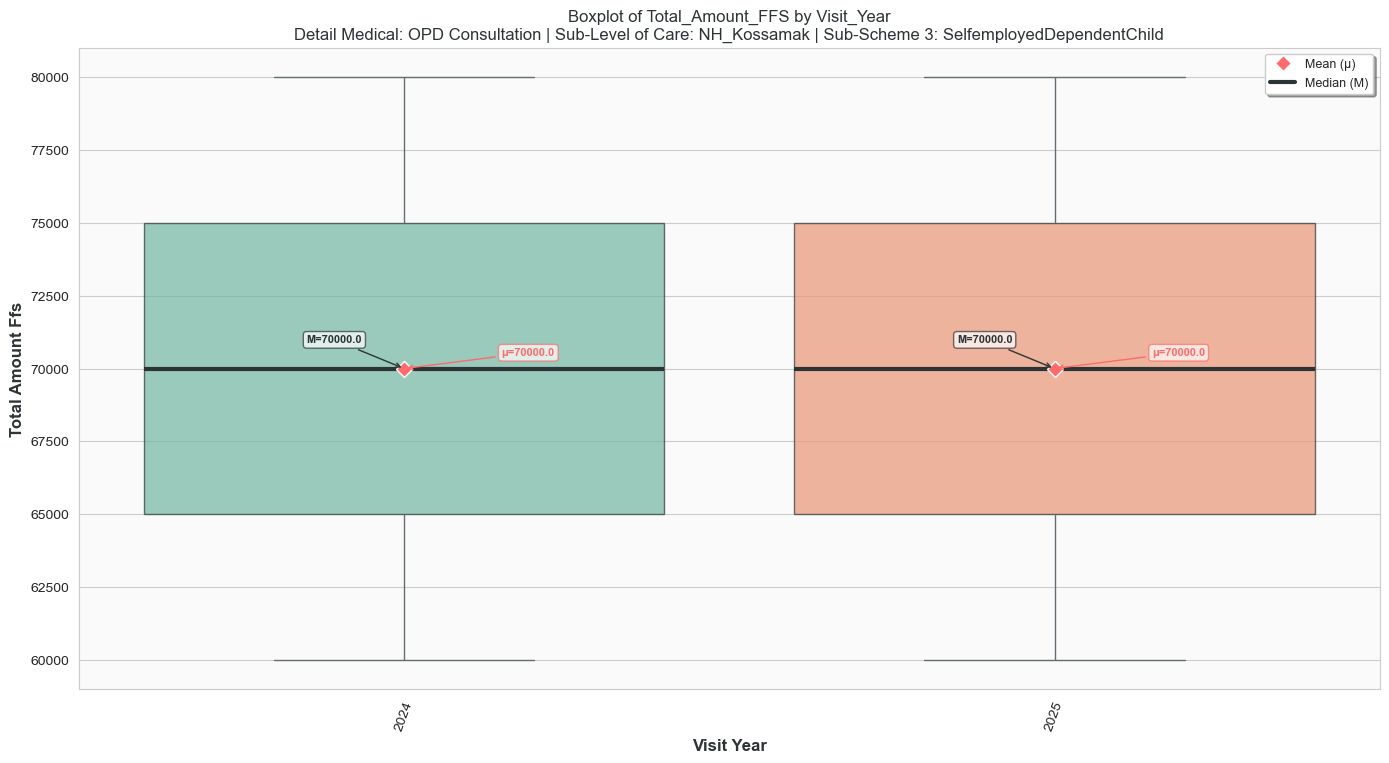 Boxplot of Total_Amount_FFS by Visit_Year
Detail Medical: OPD Consultation | Sub-Level of Care: NH_Kossamak | Sub-Scheme 3: SelfemployedDependentChild
Mean (μ)
Median (M)
Total Amount Ffs
80000
77500
75000
72500
70000
67500
65000
62500
60000
M=70000.0
μ=70000.0
M=70000.0
μ=70000.0
2024
2025
Visit Year